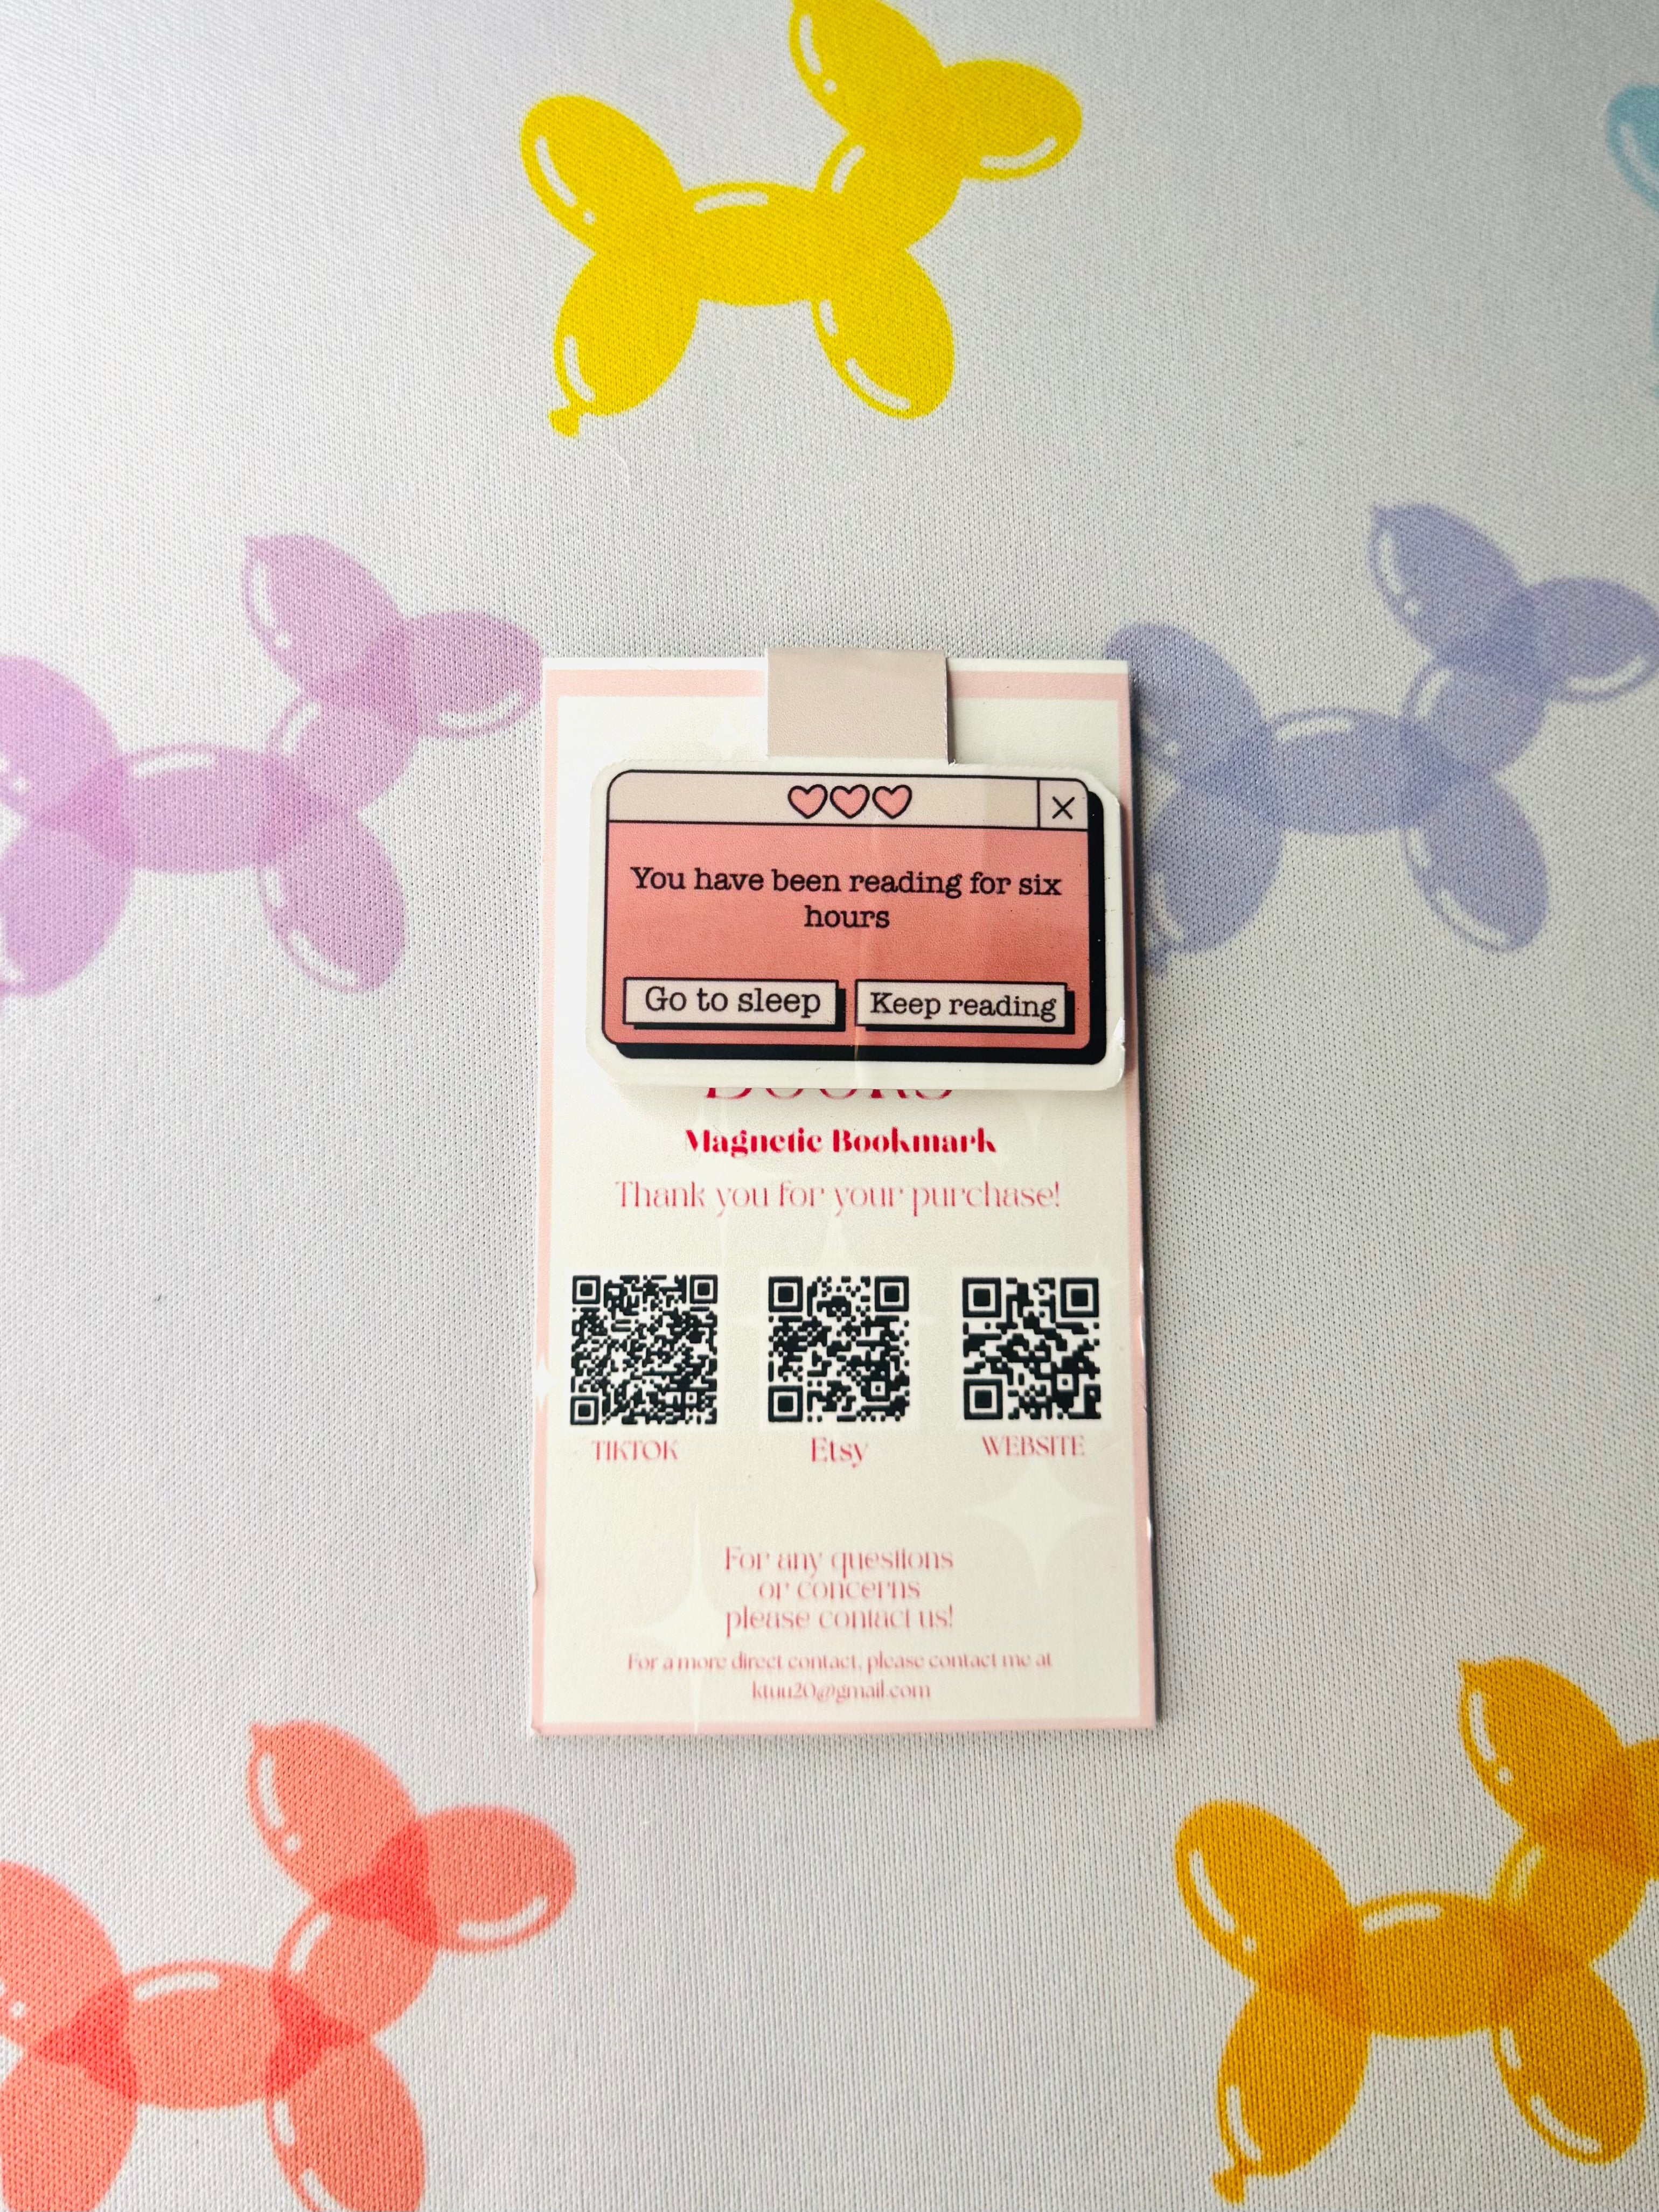 You have been reading for six
hours
Go to sleep
Keep reading
Magnetic Bookmark
Thank you for your purchase!
TIKTOK
Etsy
WEBSITE
For any questions
or concerns
please contact us!
For a more direct contact, please contact me at
ktuu20@gmail.com